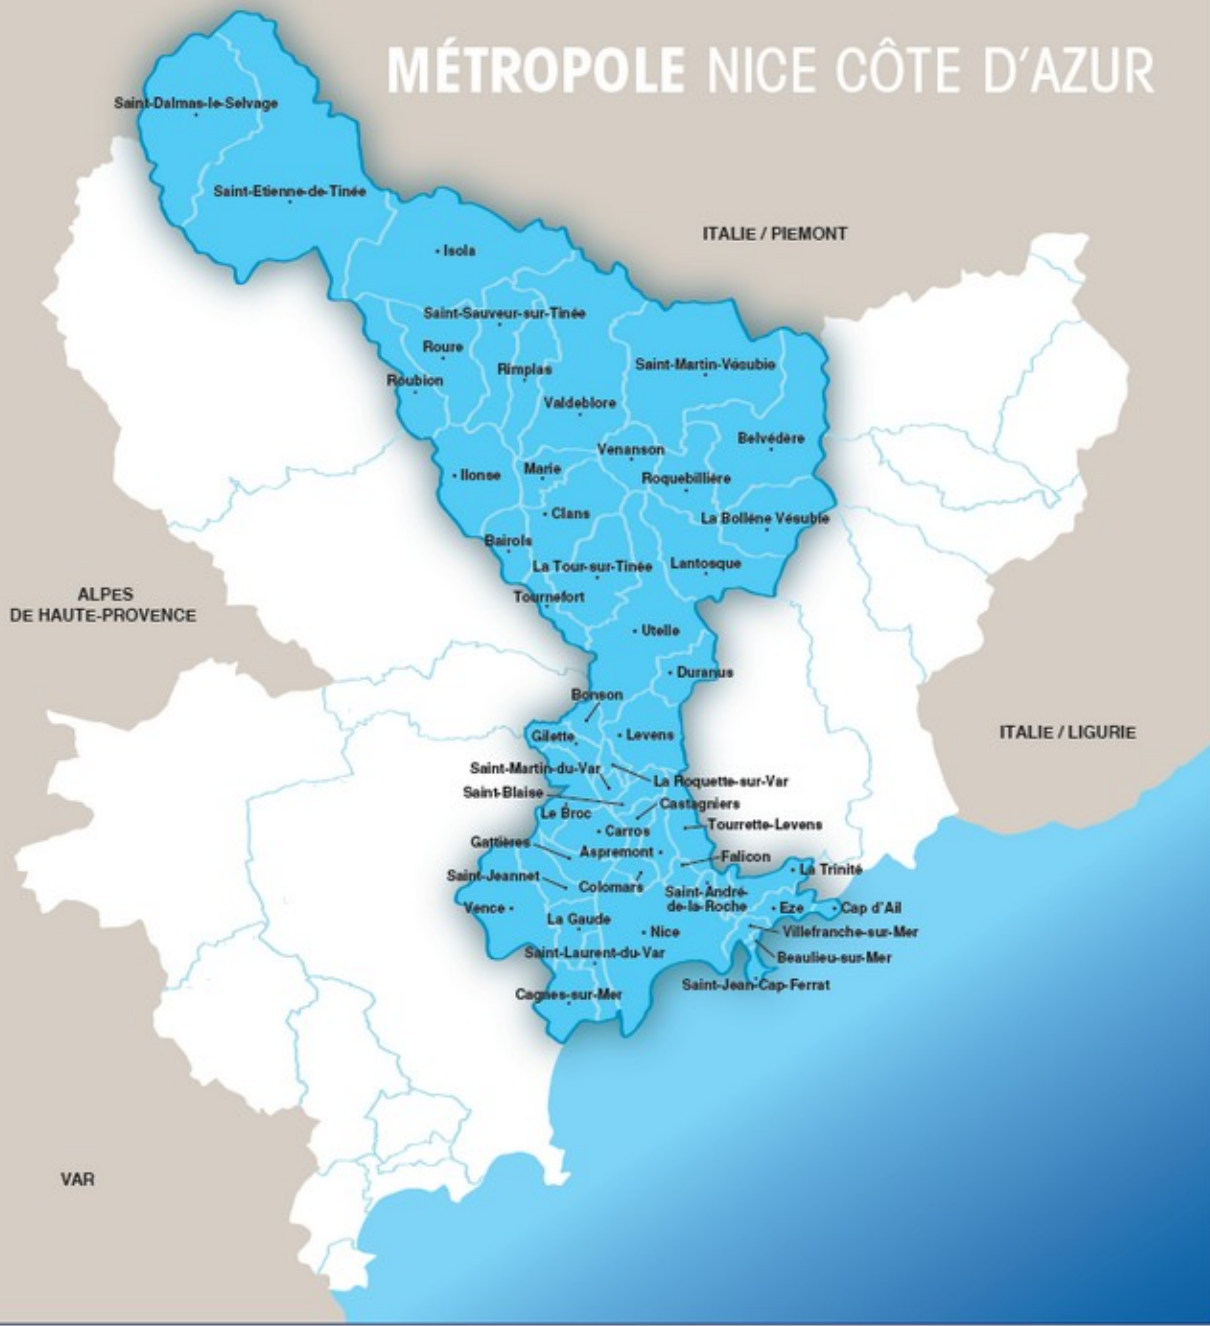 MÉTROPOLE NICE CÔTE D'AZUR
Saint-Dalmas-le-Selvage
Saint-Etienne-de-Tinée
ITALIE / PIEMONT
Isola
Saint-Sauveur-sur-Tinée
Roure
Saint-Martin-Vésubie
Rimplas
Roubion
Valdeblore
Belvédère
Venanson
Ilonse
Marie
Roquebillière
Clans
La Bollène Vésubie
Bairols
La Tour-sur-Tinée
Lantosque
ALPES
DE HAUTE-PROVENCE
Tournefort
Utelle
Duranus
Bonson
ITALIE / LIGURIE
Gilette
Levens
Saint-Martin-du-Var
La Roquette-sur-Var
Saint-Blaise
Castagniers
Le Broc
Tourrette-Levens
Carros
Gattières
Aspremont
Falicon
La Trinité
Saint-Jeannet
Colomars
Saint-André-
de-la-Roche
Vence
Eze
Cap d'Ail
La Gaude
Nice
Villefranche-sur-Mer
Saint-Laurent-du-Var
Beaulieu-sur-Mer
Saint-Jean-Cap-Ferrat
Cagnes-sur-Mer
VAR